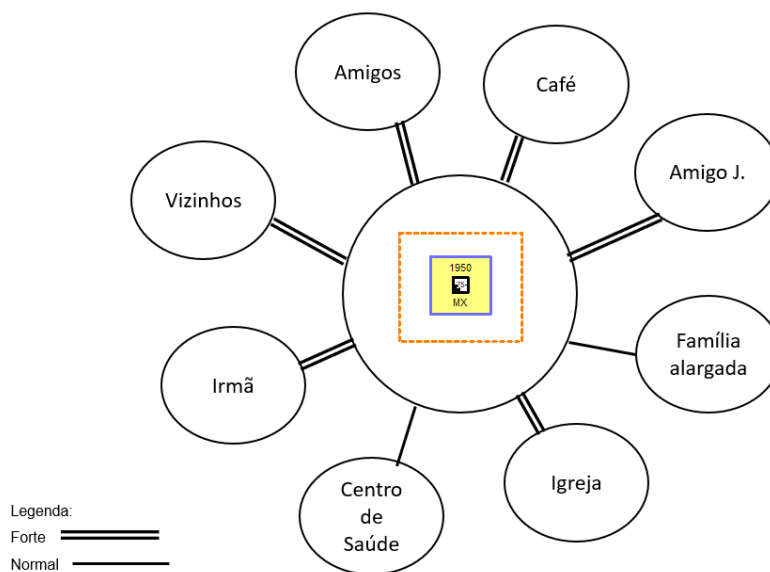 Amigos
Café
Amigo J.
Vizinhos
1950
MX
Família
alargada
Irmã
Igreja
Centro
de
Saúde
Legenda:
Forte
Normal